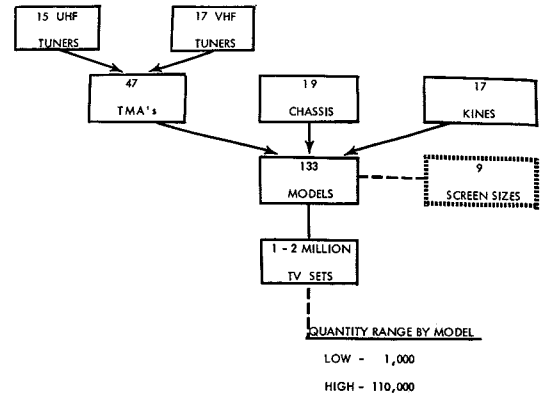 15 UHF
TUNERS
17 VHF
TUNERS
47
TMA's
19
CHASSIS
17
KINES
133
MODELS
9
SCREEN SIZES
1 - 2 MILLION
TV SETS
QUANTITY RANGE BY MODEL
LOW - 1,000
HIGH - 110,000